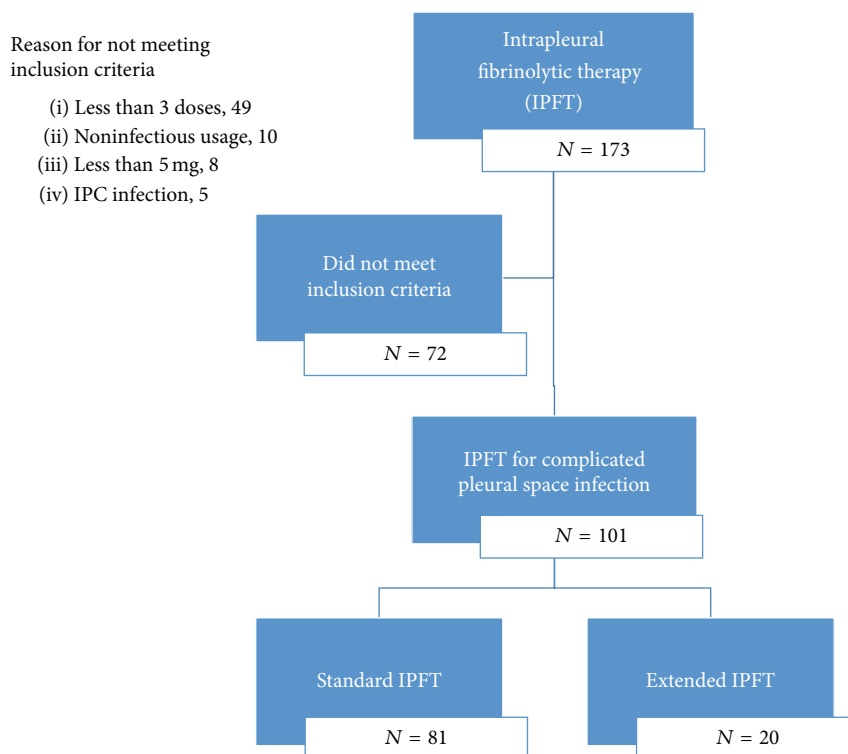 Reason for not meeting
inclusion criteria
(i) Less than 3 doses, 49
(ii) Noninfectious usage, 10
(iii) Less than 5 mg, 8
(iv) IPC infection, 5
Intrapleural
fibrinolytic therapy
(IPFT)
N = 173
Did not meet
inclusion criteria
N = 72
IPFT for complicated
pleural space infection
N = 101
Standard IPFT
N = 81
Extended IPFT
N = 20